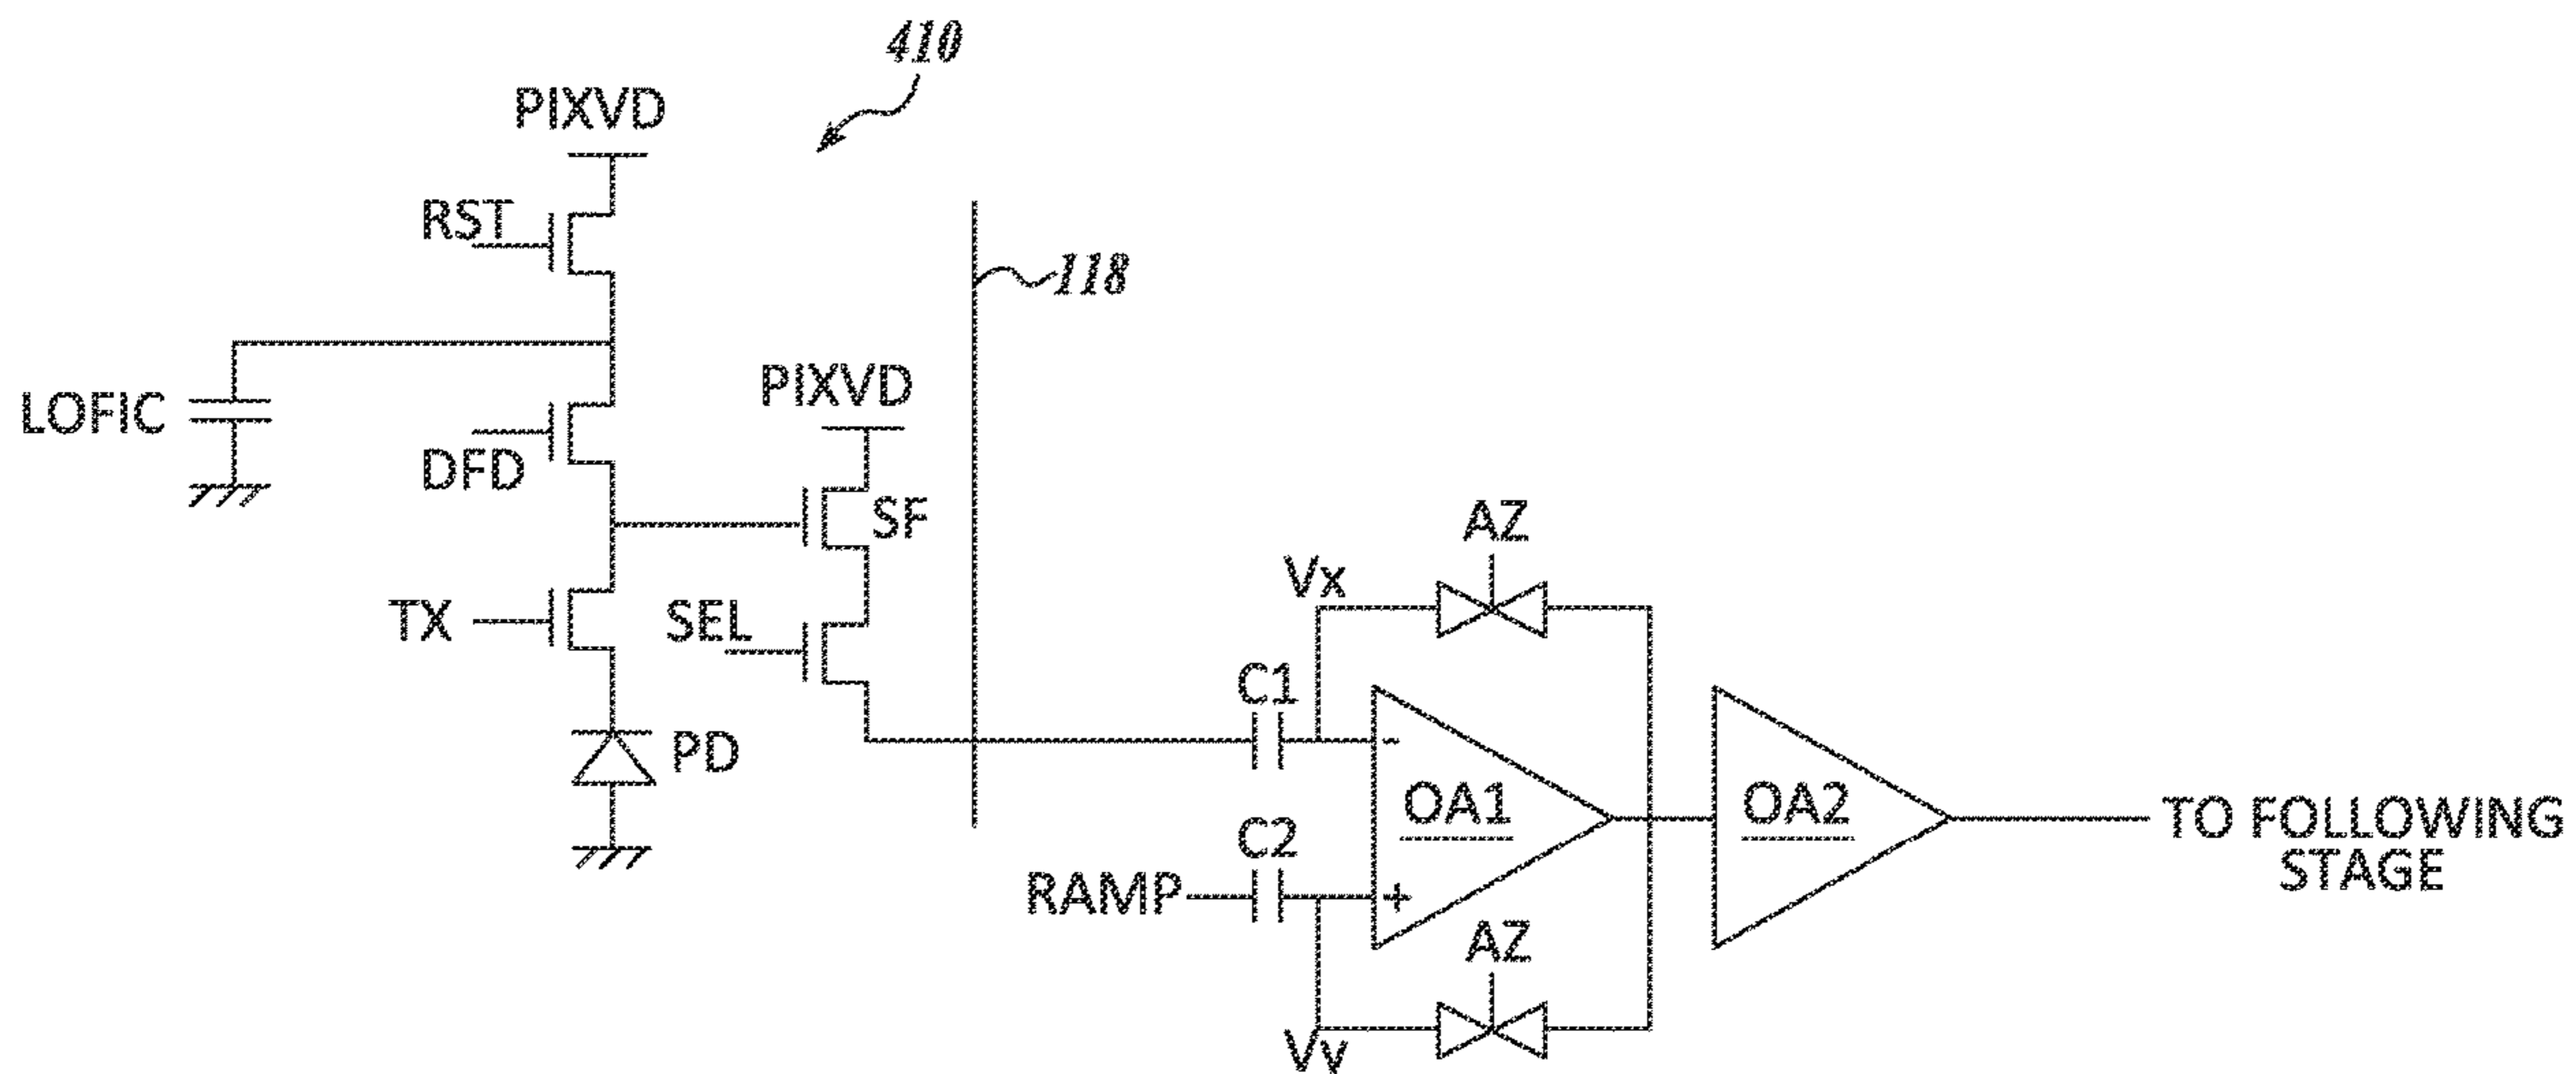 410
PIXVD
RST
118
PIXVD
LOFIC
DFD
SF
AZ
Vx
TX
SEL
C1
PD
-
OA1
OA2
TO FOLLOWING
STAGE
C2
RAMP
+
AZ
Vy